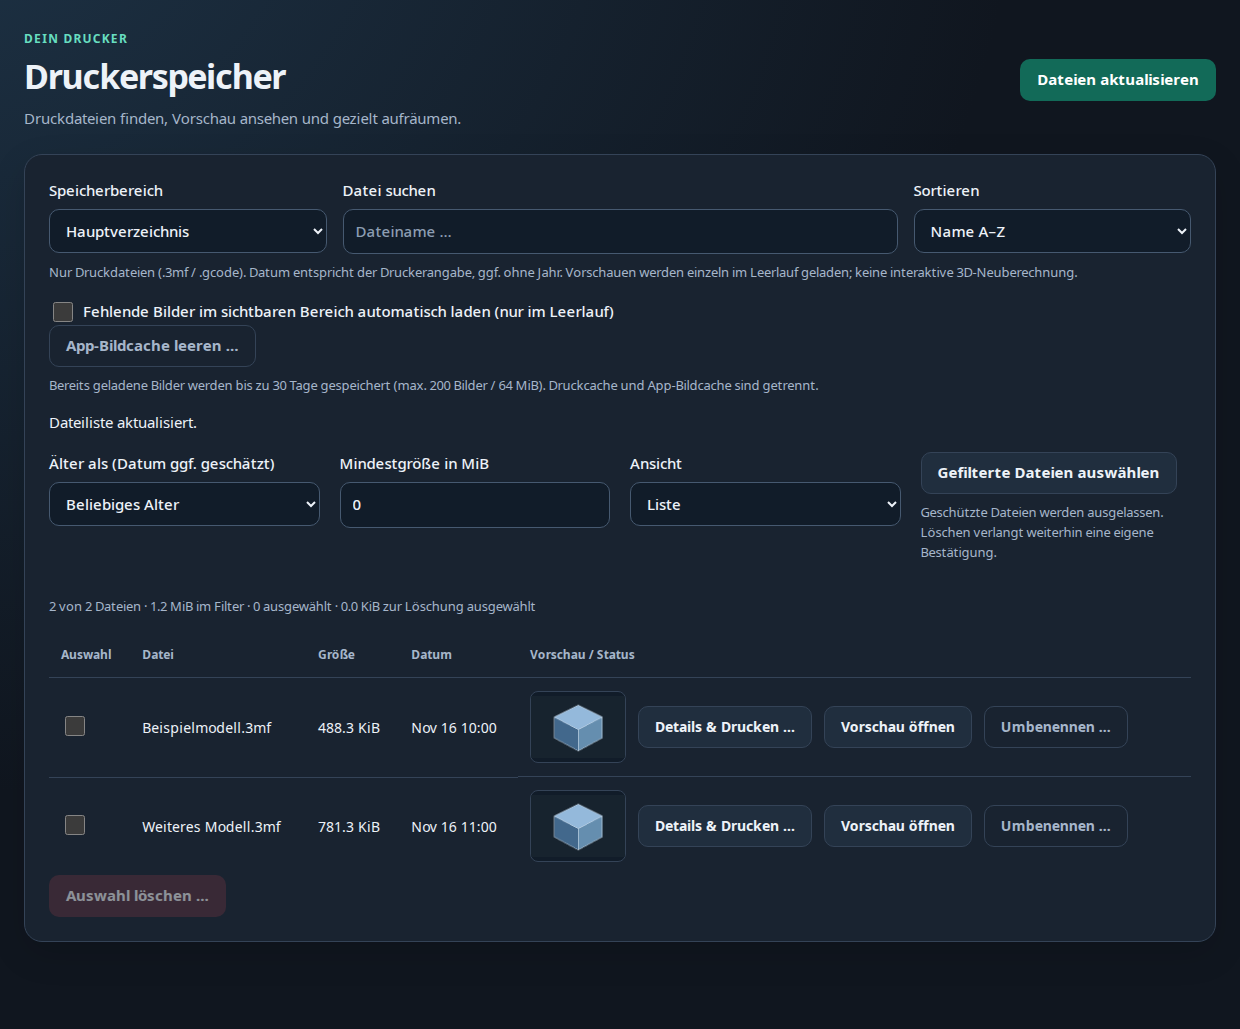 DEIN DRUCKER
Druckerspeicher
Dateien aktualisieren
Druckdateien finden, Vorschau ansehen und gezielt aufräumen.
Speicherbereich
Datei suchen
Sortieren
Hauptverzeichnis
Dateiname ...
Name A–Z
Nur Druckdateien (.3mf / .gcode). Datum entspricht der Druckerangabe, ggf. ohne Jahr. Vorschauen werden einzeln im Leerlauf geladen; keine interaktive 3D-Neuberechnung.
Fehlende Bilder im sichtbaren Bereich automatisch laden (nur im Leerlauf)
App-Bildcache leeren ...
Bereits geladene Bilder werden bis zu 30 Tage gespeichert (max. 200 Bilder / 64 MiB). Druckcache und App-Bildcache sind getrennt.
Dateiliste aktualisiert.
Älter als (Datum ggf. geschätzt)
Mindestgröße in MiB
Ansicht
Gefilterte Dateien auswählen
Beliebiges Alter
0
Liste
Geschützte Dateien werden ausgelassen.
Löschen verlangt weiterhin eine eigene
Bestätigung.
2 von 2 Dateien · 1.2 MiB im Filter · 0 ausgewählt · 0.0 KiB zur Löschung ausgewählt
Auswahl Datei Größe Datum Vorschau / Status
Beispielmodell.3mf 488.3 KiB Nov 16 10:00 Details & Drucken ... Vorschau öffnen Umbenennen ...
Weiteres Modell.3mf 781.3 KiB Nov 16 11:00 Details & Drucken ... Vorschau öffnen Umbenennen ...
Auswahl löschen ...